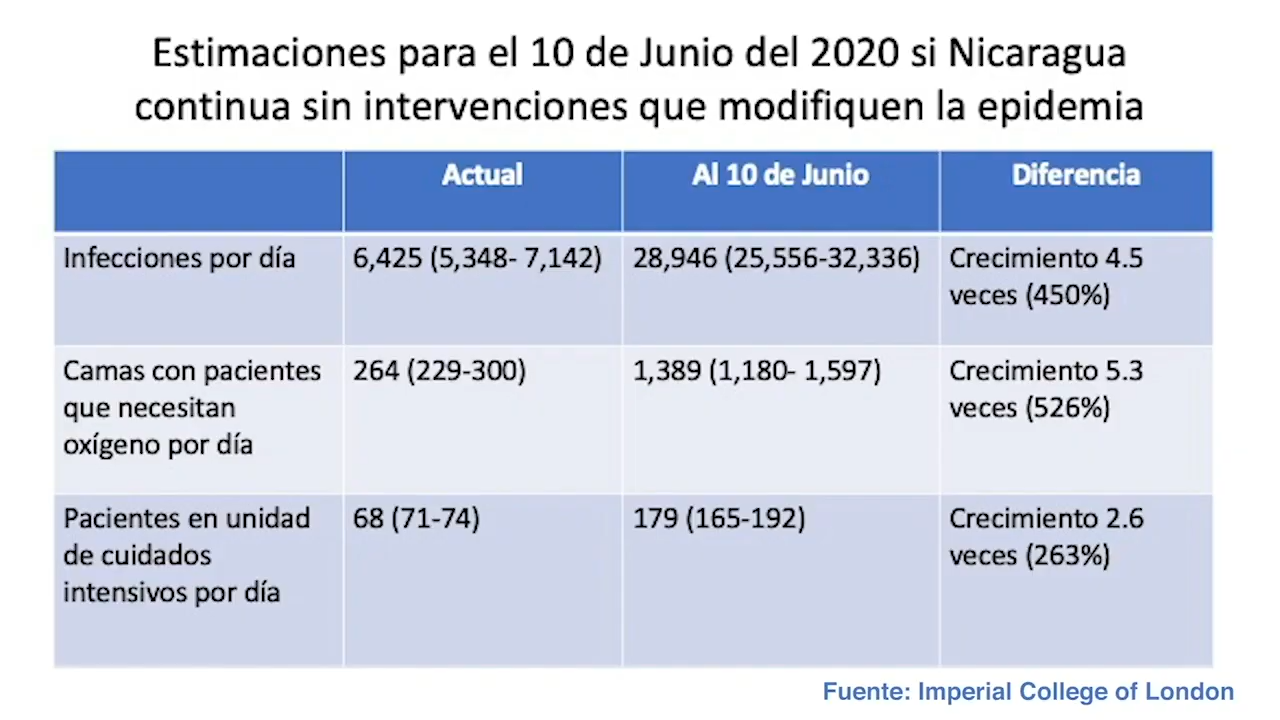 Estimaciones para el 10 de Junio del 2020 si Nicaragua
continua sin intervenciones que modifiquen la epidemia
Actual
Al 10 de Junio
Diferencia
Infecciones por día
6,425 (5,348- 7,142)
28,946 (25,556-32,336)
Crecimiento 4.5
veces (450%)
Camas con pacientes
que necesitan
oxígeno por día
264 (229-300)
1,389 (1,180- 1,597)
Crecimiento 5.3
veces (526%)
Pacientes en unidad
de cuidados
intensivos por día
68 (71-74)
179 (165-192)
Crecimiento 2.6
veces (263%)
Fuente: Imperial College of London